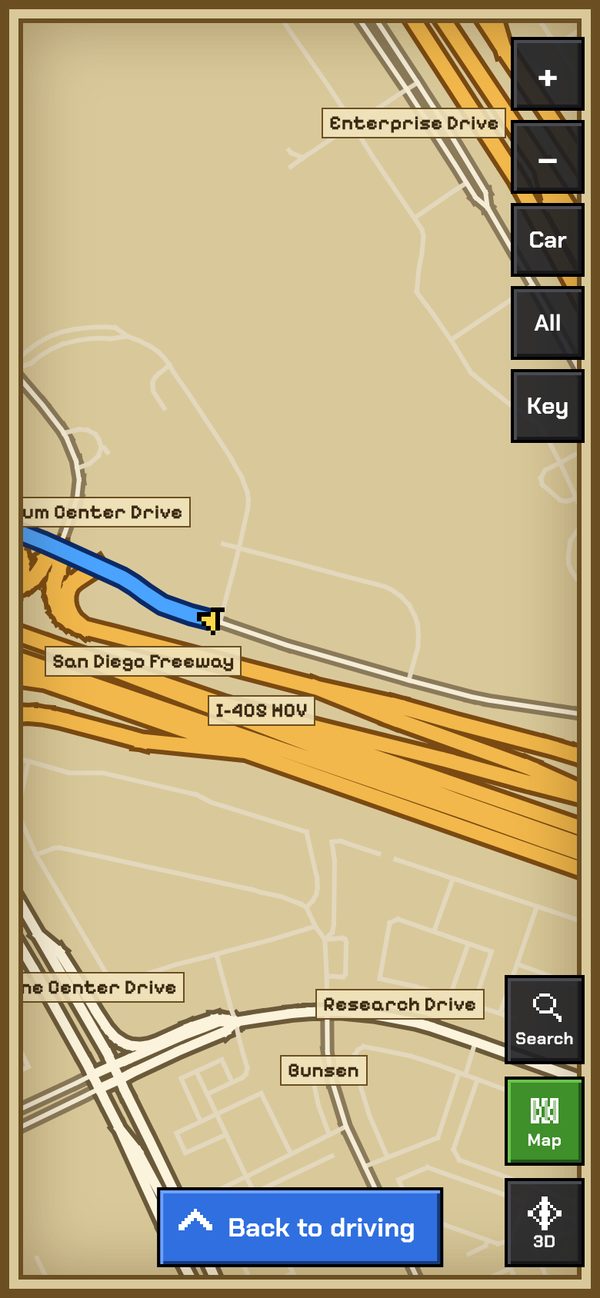 +
Enterprise Drive
−
Car
All
Key
um Center Drive
San Diego Freeway
I-405 HOV
ne Center Drive
Research Drive
Search
Bunsen
Map
Back to driving
3D